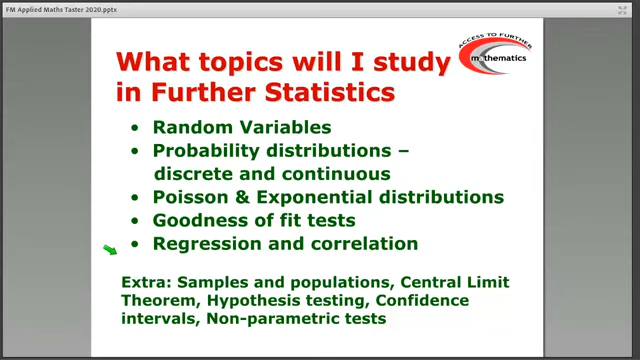 FM Applied Maths Taster 2020.pptx
ACCESS TO FURTHER
mathematics
What topics will I study
in Further Statistics
• Random Variables
• Probability distributions –
discrete and continuous
• Poisson & Exponential distributions
• Goodness of fit tests
• Regression and correlation
Extra: Samples and populations, Central Limit
Theorem, Hypothesis testing, Confidence
intervals, Non-parametric tests